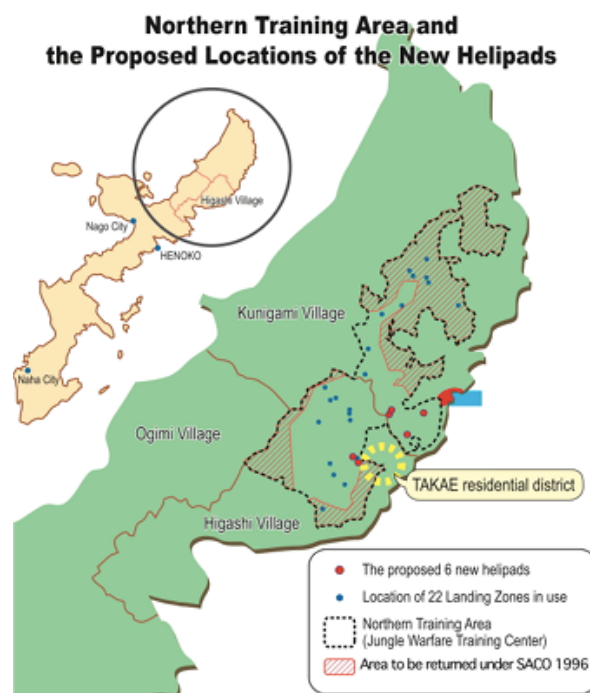 Northern Training Area and
the Proposed Locations of the New Helipads
Higashi Village
Nago City
HENOKO
Naha City
Kunigami Village
Ogimi Village
Higashi Village
TAKAE residential district
The proposed 6 new helipads
Location of 22 Landing Zones in use
Northern Training Area
(Jungle Warfare Training Center)
Area to be returned under SACO 1996